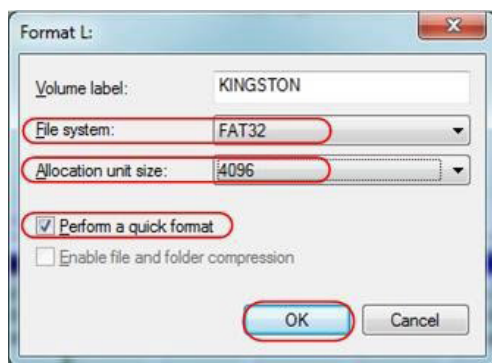 Format L:
Volume label: KINGSTON
File system: FAT32
Allocation unit size: 4096
Perform a quick format
Enable file and folder compression
OK Cancel